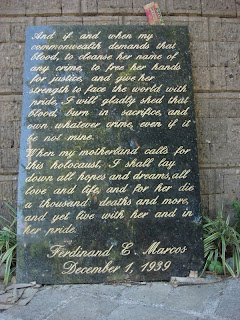 And if and when my
commonwealth demands that
blood, to cleanse her name of
any crime, to free her hands
for justice, and give her
strength to face the world with
pride, I will gladly shed that
blood, burn in sacrifice, and
own whatever crime, even if it
be not mine.
When my motherland calls for
this holocaust, I shall lay
down all hopes and dreams, all
love and life, and for her die
a thousand deaths and more,
and yet live with her and in
her pride.
Ferdinand E. Marcos
December 1, 1939